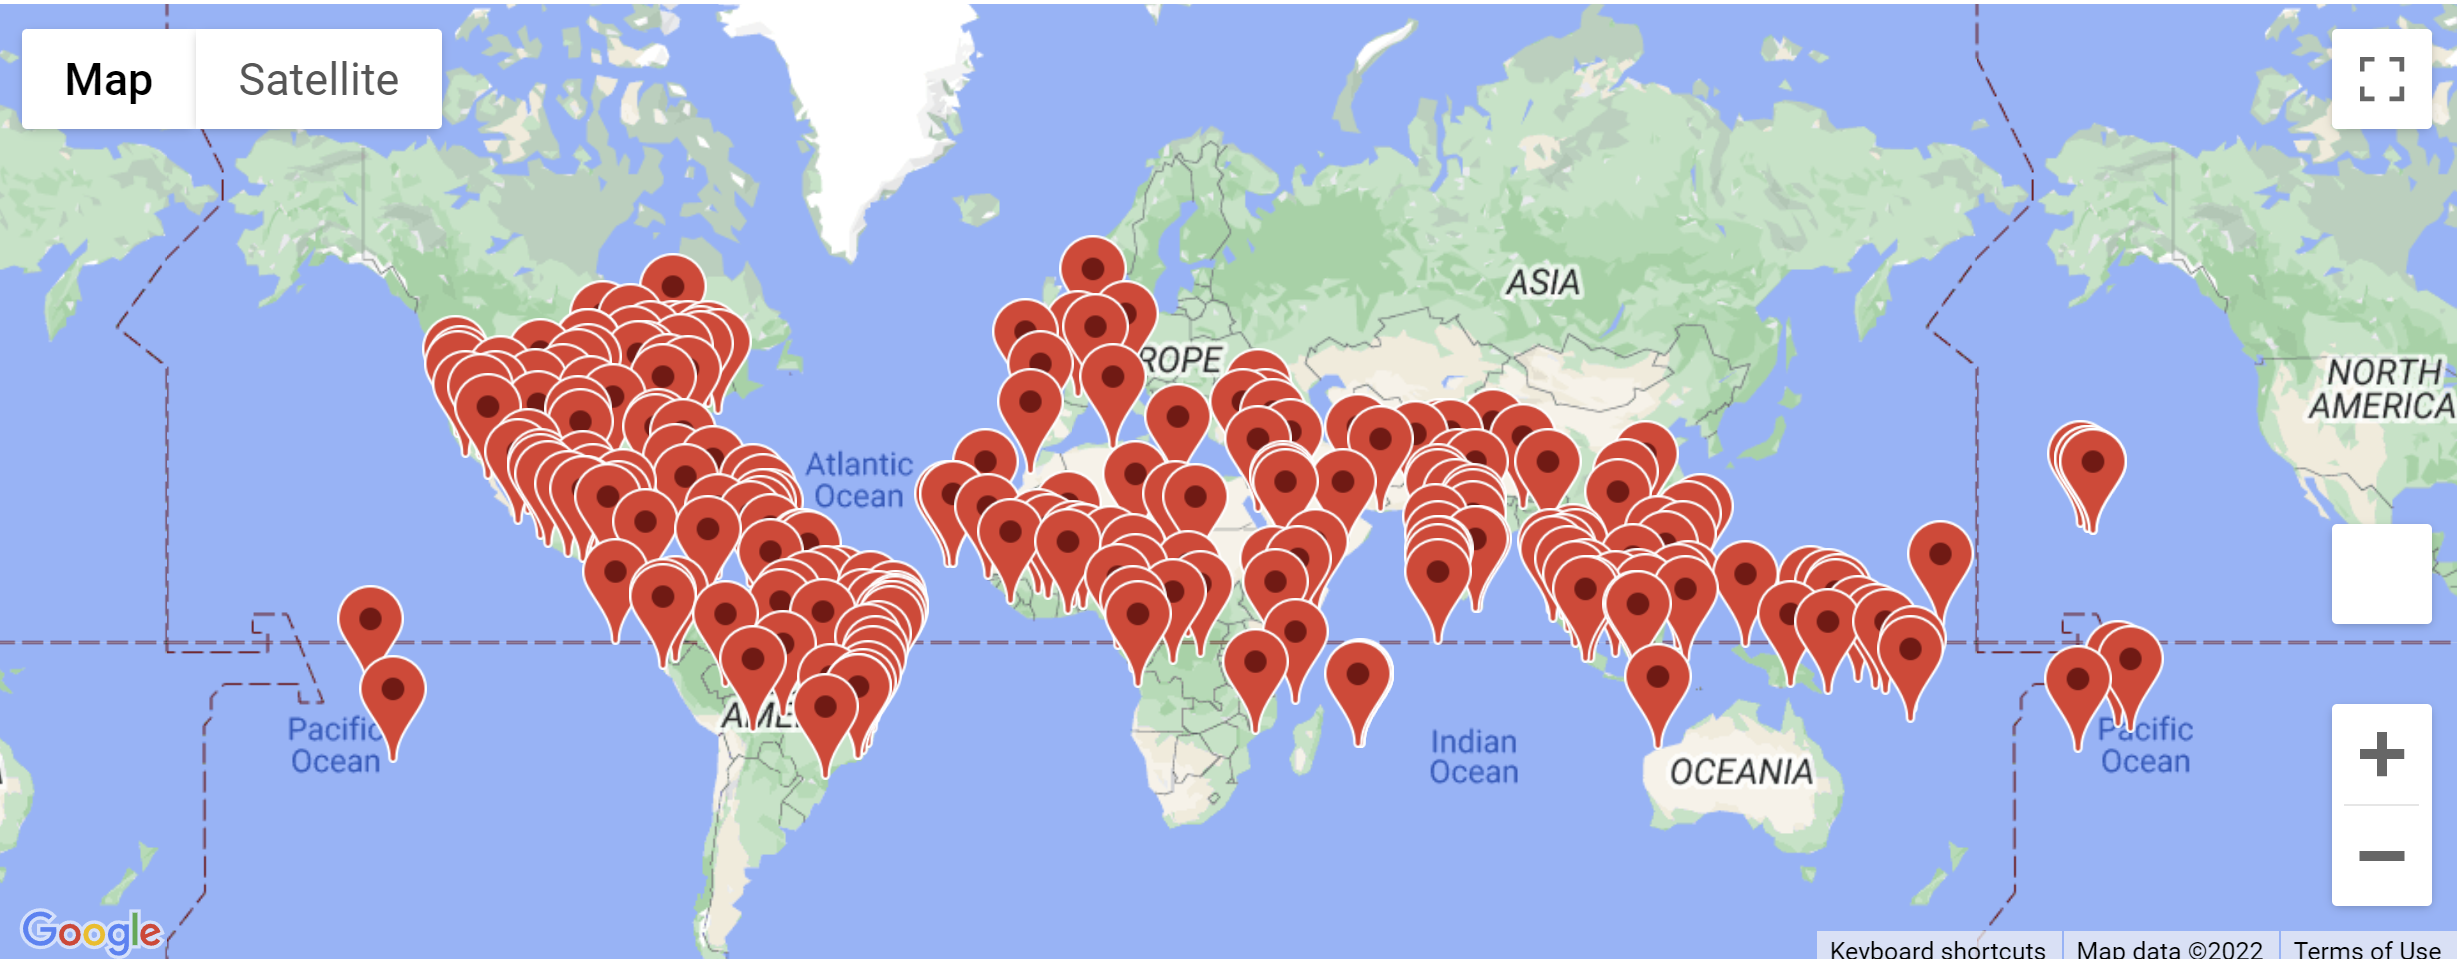 Map
Satellite
ASIA
ROPE
NORTH
AMERICA
Atlantic
Ocean
AME
Pacific
Ocean
Indian
Ocean
OCEANIA
Pacific
Ocean
Google
Keyboard shortcuts
Map data ©2022
Terms of Use